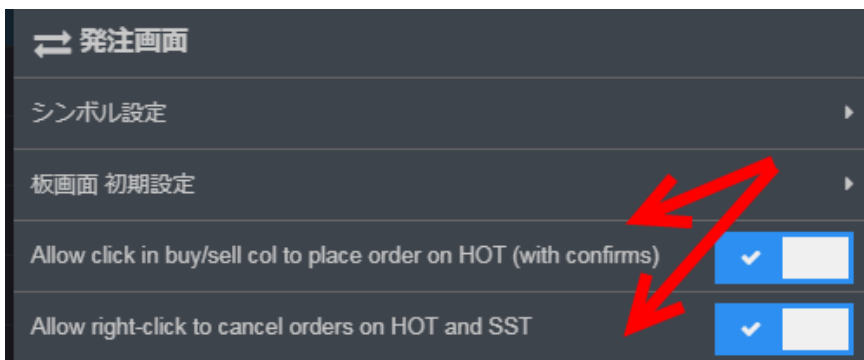 発注画面
シンボル設定
板画面 初期設定
Allow click in buy/sell col to place order on HOT (with confirms)
Allow right-click to cancel orders on HOT and SST